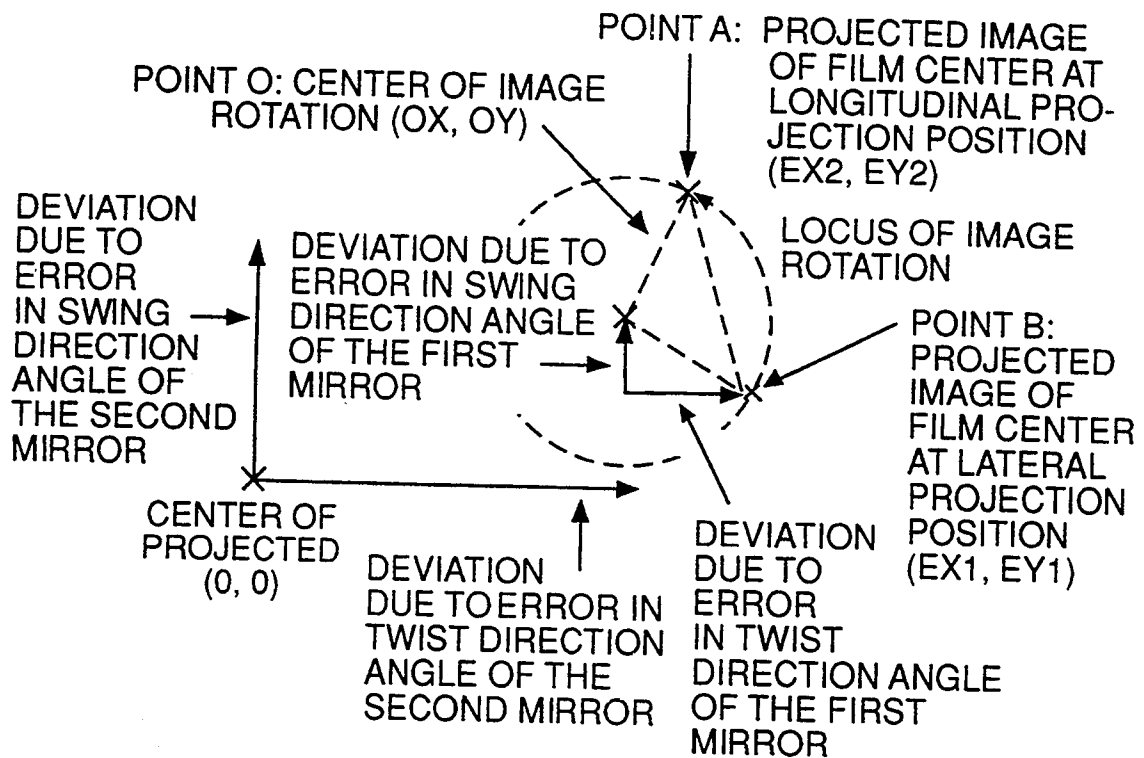 POINT A: PROJECTED IMAGE
OF FILM CENTER AT
LONGITUDINAL PRO-
JECTION POSITION
(EX2, EY2)
POINT O: CENTER OF IMAGE
ROTATION (OX, OY)
DEVIATION
DUE TO
ERROR
IN SWING
DIRECTION
ANGLE OF
THE SECOND
MIRROR
DEVIATION DUE TO
ERROR IN SWING
DIRECTION ANGLE
OF THE FIRST
MIRROR
LOCUS OF IMAGE
ROTATION
POINT B:
PROJECTED
IMAGE OF
FILM CENTER
AT LATERAL
PROJECTION
POSITION
(EX1, EY1)
CENTER OF
PROJECTED
(0, 0)
DEVIATION
DUE TO ERROR IN
TWIST DIRECTION
ANGLE OF THE
SECOND MIRROR
DEVIATION
DUE TO
ERROR
IN TWIST
DIRECTION ANGLE
OF THE FIRST
MIRROR